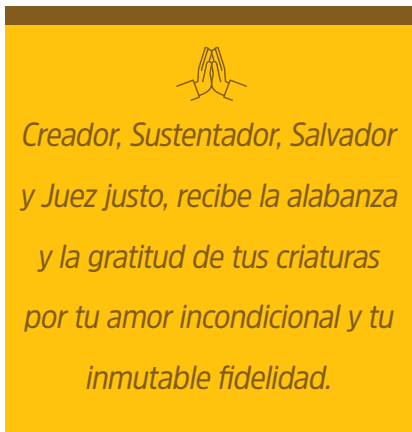 Creador, Sustentador, Salvador
y Juez justo, recibe la alabanza
y la gratitud de tus criaturas
por tu amor incondicional y tu
inmutable fidelidad.